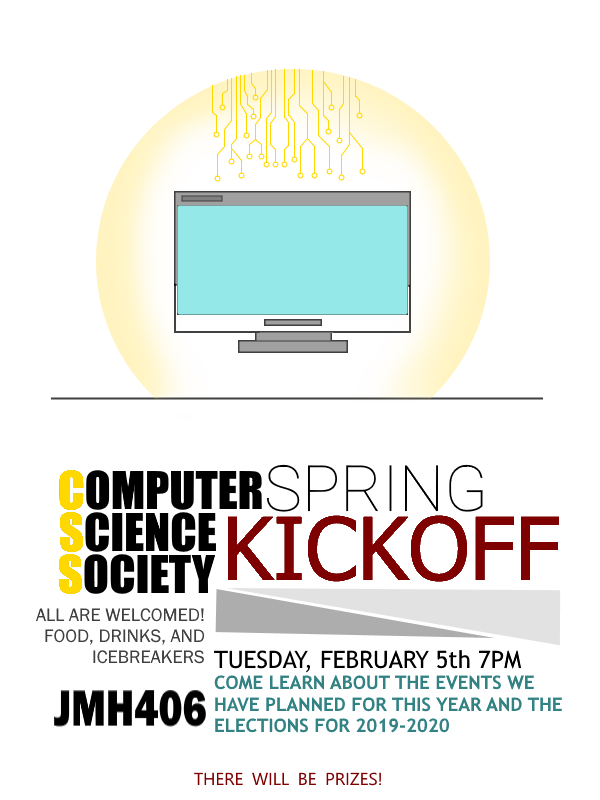 COMPUTER
SCIENCE
SOCIETY
SPRING
KICKOFF
ALL ARE WELCOMED!
FOOD, DRINKS, AND
ICEBREAKERS
JMH406
TUESDAY, FEBRUARY 5th 7PM
COME LEARN ABOUT THE EVENTS WE
HAVE PLANNED FOR THIS YEAR AND THE
ELECTIONS FOR 2019-2020
THERE WILL BE PRIZES!